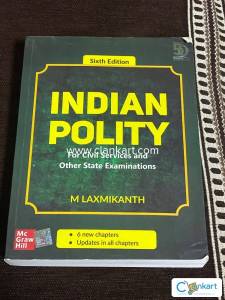 Sixth Edition
INDIAN
POLITY
www.clankart.com
For Civil Services and
Other State Examinations
M LAXMIKANTH
Mc
Graw
Hill
• 6 new chapters
• Updates in all chapters
Clankart